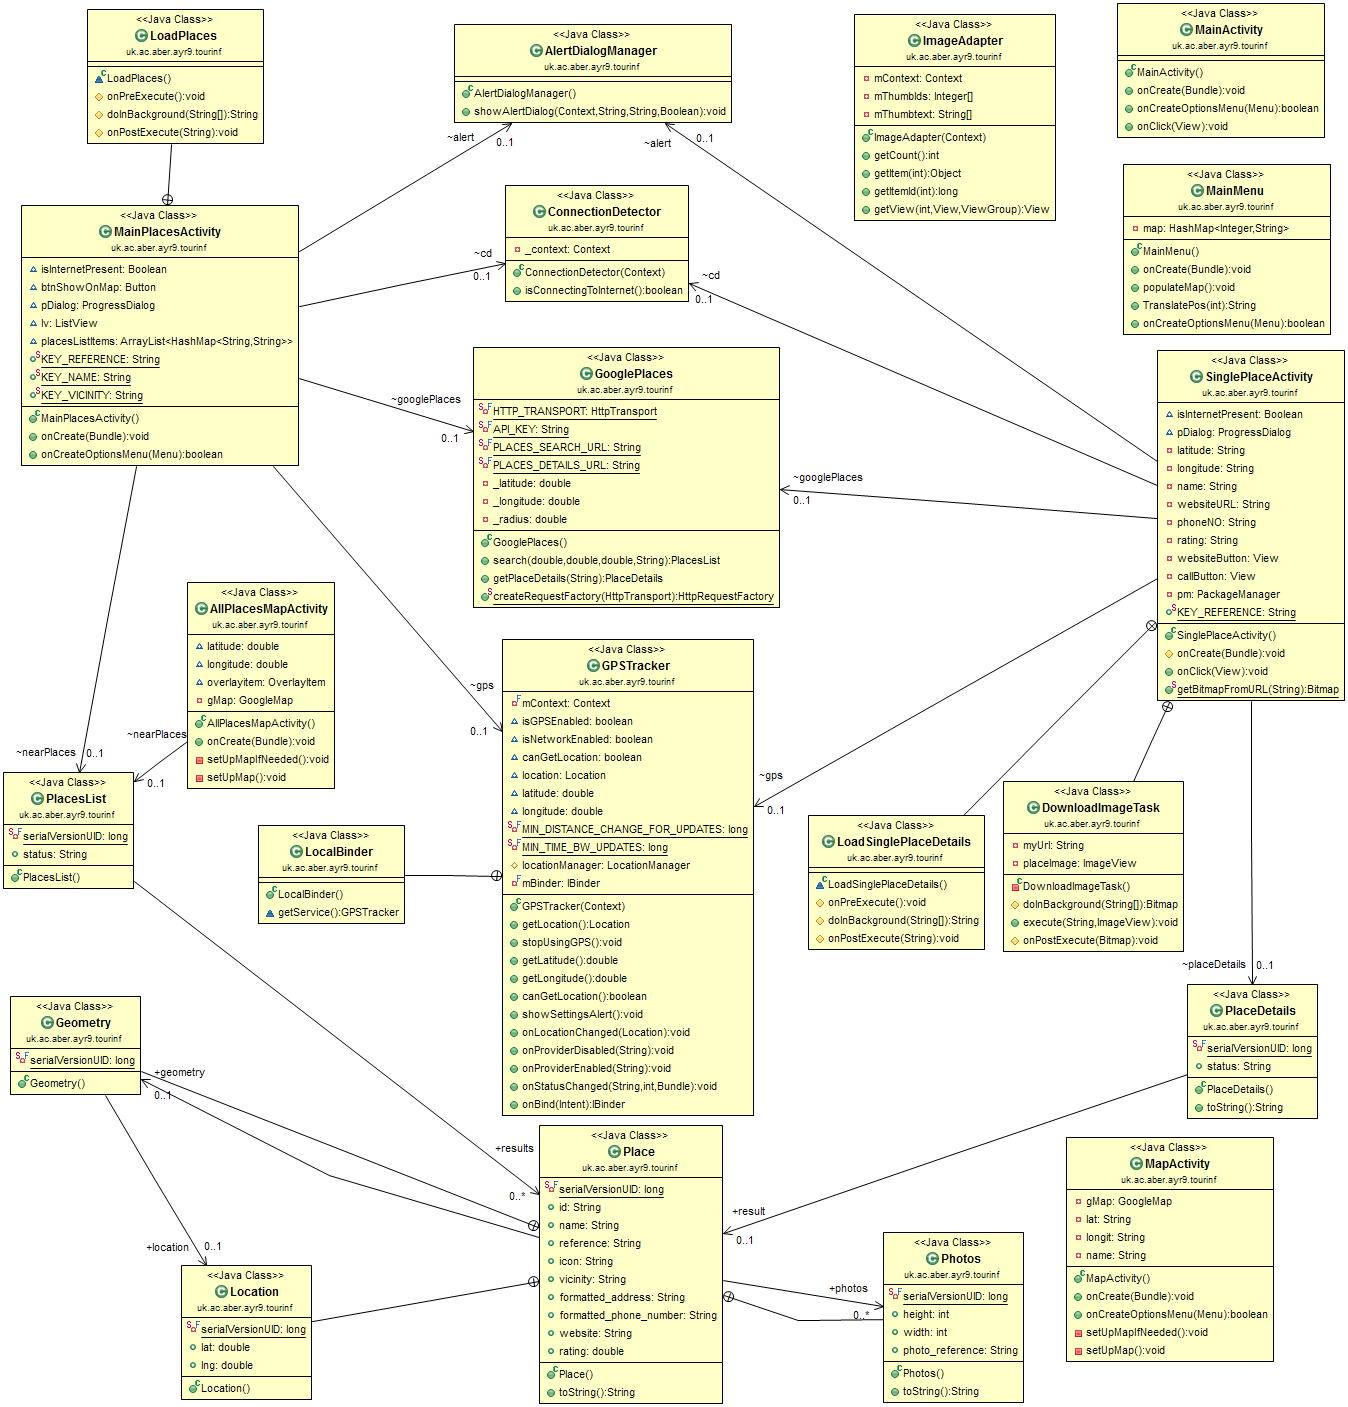 <<Java Class>>
LoadPlaces
uk.ac.aber.ayr9.tourinf
LoadPlaces()
onPreExecute():void
doInBackground(String[]):String
onPostExecute(String):void
<<Java Class>>
AlertDialogManager
uk.ac.aber.ayr9.tourinf
AlertDialogManager()
showAlertDialog(Context,String,String,Boolean):void
<<Java Class>>
ImageAdapter
uk.ac.aber.ayr9.tourinf
mContext: Context
mThumbIds: Integer[]
mThumbtext: String[]
ImageAdapter(Context)
getCount():int
getItem(int):Object
getItemId(int):long
getView(int,View,ViewGroup):View
<<Java Class>>
MainActivity
uk.ac.aber.ayr9.tourinf
MainActivity()
onCreate(Bundle):void
onCreateOptionsMenu(Menu):boolean
onClick(View):void
~alert
0..1
~alert
0..1
<<Java Class>>
MainMenu
uk.ac.aber.ayr9.tourinf
map: HashMap<Integer,String>
MainMenu()
onCreate(Bundle):void
populateMap():void
TranslatePos(int):String
onCreateOptionsMenu(Menu):boolean
<<Java Class>>
MainPlacesActivity
uk.ac.aber.ayr9.tourinf
isInternetPresent: Boolean
btnShowOnMap: Button
pDialog: ProgressDialog
lv: ListView
placesListItems: ArrayList<HashMap<String,String>>
KEY_REFERENCE: String
KEY_NAME: String
KEY_VICINITY: String
MainPlacesActivity()
onCreate(Bundle):void
onCreateOptionsMenu(Menu):boolean
<<Java Class>>
ConnectionDetector
uk.ac.aber.ayr9.tourinf
_context: Context
ConnectionDetector(Context)
isConnectingToInternet():boolean
~cd
0..1
~cd
0..1
<<Java Class>>
GooglePlaces
uk.ac.aber.ayr9.tourinf
HTTP_TRANSPORT: HttpTransport
API_KEY: String
PLACES_SEARCH_URL: String
PLACES_DETAILS_URL: String
_latitude: double
_longitude: double
_radius: double
GooglePlaces()
search(double,double,double,String):PlacesList
getPlaceDetails(String):PlaceDetails
createRequestFactory(HttpTransport):HttpRequestFactory
~googlePlaces
0..1
~googlePlaces
0..1
<<Java Class>>
SinglePlaceActivity
uk.ac.aber.ayr9.tourinf
isInternetPresent: Boolean
pDialog: ProgressDialog
latitude: String
longitude: String
name: String
websiteURL: String
phoneNO: String
rating: String
websiteButton: View
callButton: View
pm: PackageManager
KEY_REFERENCE: String
SinglePlaceActivity()
onCreate(Bundle):void
onClick(View):void
getBitmapFromURL(String):Bitmap
<<Java Class>>
AllPlacesMapActivity
uk.ac.aber.ayr9.tourinf
latitude: double
longitude: double
overlayitem: OverlayItem
gMap: GoogleMap
AllPlacesMapActivity()
onCreate(Bundle):void
setUpMapIfNeeded():void
setUpMap():void
<<Java Class>>
GPSTracker
uk.ac.aber.ayr9.tourinf
mContext: Context
isGPSEnabled: boolean
isNetworkEnabled: boolean
canGetLocation: boolean
location: Location
latitude: double
longitude: double
MIN_DISTANCE_CHANGE_FOR_UPDATES: long
MIN_TIME_BW_UPDATES: long
locationManager: LocationManager
mBinder: IBinder
GPSTracker(Context)
getLocation():Location
stopUsingGPS():void
getLatitude():double
getLongitude():double
canGetLocation():boolean
showSettingsAlert():void
onLocationChanged(Location):void
onProviderDisabled(String):void
onProviderEnabled(String):void
onStatusChanged(String,int,Bundle):void
onBind(Intent):IBinder
~gps
0..1
~gps
0..1
~nearPlaces
0..1
~nearPlaces
0..1
<<Java Class>>
PlacesList
uk.ac.aber.ayr9.tourinf
serialVersionUID: long
status: String
PlacesList()
<<Java Class>>
LocalBinder
uk.ac.aber.ayr9.tourinf
LocalBinder()
getService():GPSTracker
<<Java Class>>
LoadSinglePlaceDetails
uk.ac.aber.ayr9.tourinf
LoadSinglePlaceDetails()
onPreExecute():void
doInBackground(String[]):String
onPostExecute(String):void
<<Java Class>>
DownloadImageTask
uk.ac.aber.ayr9.tourinf
myUrl: String
placeImage: ImageView
DownloadImageTask()
doInBackground(String[]):Bitmap
execute(String,ImageView):void
onPostExecute(Bitmap):void
~placeDetails
0..1
<<Java Class>>
PlaceDetails
uk.ac.aber.ayr9.tourinf
serialVersionUID: long
status: String
PlaceDetails()
toString():String
<<Java Class>>
Geometry
uk.ac.aber.ayr9.tourinf
serialVersionUID: long
Geometry()
+geometry
0..1
+results
0..*
+location
0..1
<<Java Class>>
Location
uk.ac.aber.ayr9.tourinf
serialVersionUID: long
lat: double
lng: double
Location()
<<Java Class>>
Place
uk.ac.aber.ayr9.tourinf
serialVersionUID: long
id: String
name: String
reference: String
icon: String
vicinity: String
formatted_address: String
formatted_phone_number: String
website: String
rating: double
Place()
toString():String
+result
0..1
+photos
0..*
<<Java Class>>
Photos
uk.ac.aber.ayr9.tourinf
serialVersionUID: long
height: int
width: int
photo_reference: String
Photos()
toString():String
<<Java Class>>
MapActivity
uk.ac.aber.ayr9.tourinf
gMap: GoogleMap
lat: String
longit: String
name: String
MapActivity()
onCreate(Bundle):void
onCreateOptionsMenu(Menu):boolean
setUpMapIfNeeded():void
setUpMap():void